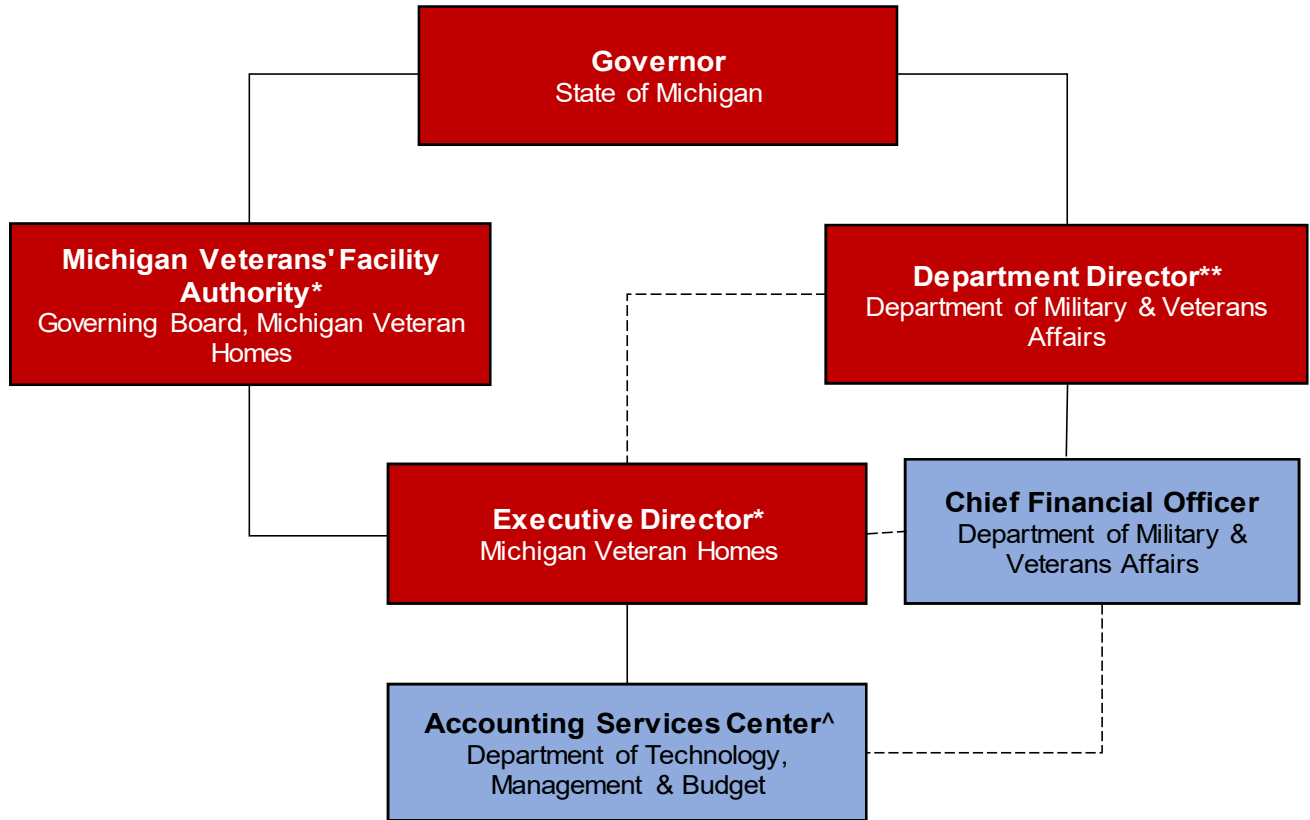 Governor
State of Michigan
Michigan Veterans' Facility
Authority*
Governing Board, Michigan Veteran
Homes
Department Director**
Department of Military & Veterans
Affairs
Executive Director*
Michigan Veteran Homes
Chief Financial Officer
Department of Military &
Veterans Affairs
Accounting Services Center^
Department of Technology,
Management & Budget